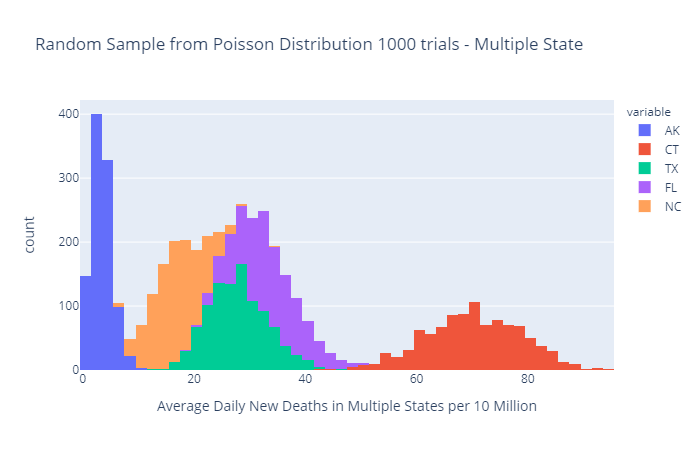 Random Sample from Poisson Distribution 1000 trials - Multiple State
variable
AK
CT
TX
FL
NC
count
400
300
200
100
0
0 20 40 60 80
Average Daily New Deaths in Multiple States per 10 Million